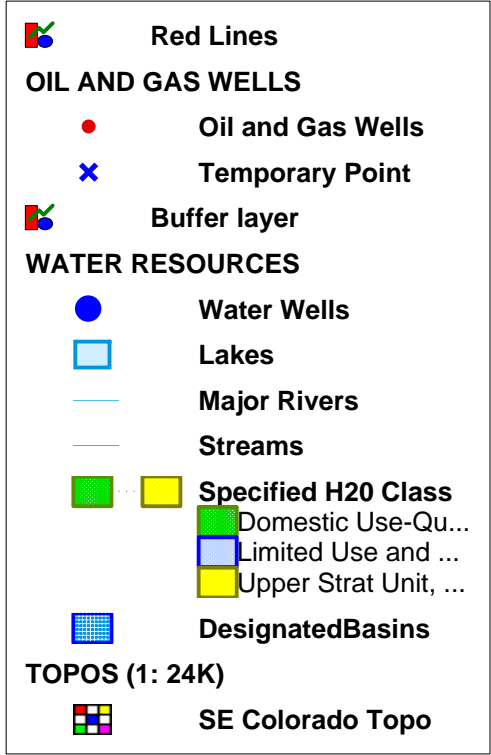 Red Lines
OIL AND GAS WELLS
Oil and Gas Wells
Temporary Point
Buffer layer
WATER RESOURCES
Water Wells
Lakes
Major Rivers
Streams
Specified H20 Class
Domestic Use-Qu...
Limited Use and ...
Upper Strat Unit, ...
DesignatedBasins
TOPOS (1: 24K)
SE Colorado Topo